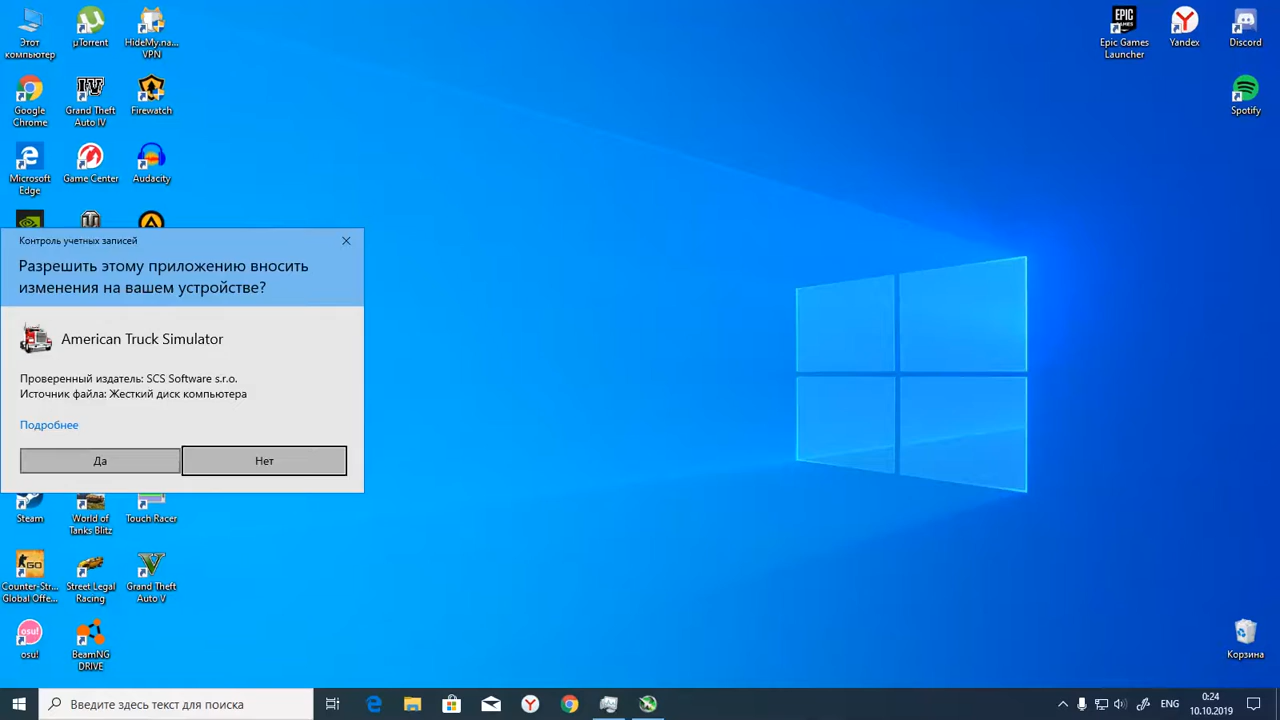 Этот
компьютер
µTorrent
HideMy.na...
VPN
Epic Games
Launcher
Yandex
Discord
Google
Chrome
Grand Theft
Auto IV
Firewatch
Spotify
Microsoft
Edge
Game Center
Audacity
Контроль учетных записей
Разрешить этому приложению вносить
изменения на вашем устройстве?
American Truck Simulator
Проверенный издатель: SCS Software s.r.o.
Источник файла: Жесткий диск компьютера
Подробнее
Да
Нет
Steam
World of
Tanks Blitz
Touch Racer
Counter-Str...
Global Offe...
Street Legal
Racing
Grand Theft
Auto V
osu!
BeamNG
DRIVE
Корзина
Введите здесь текст для поиска
ENG
0:24
10.10.2019